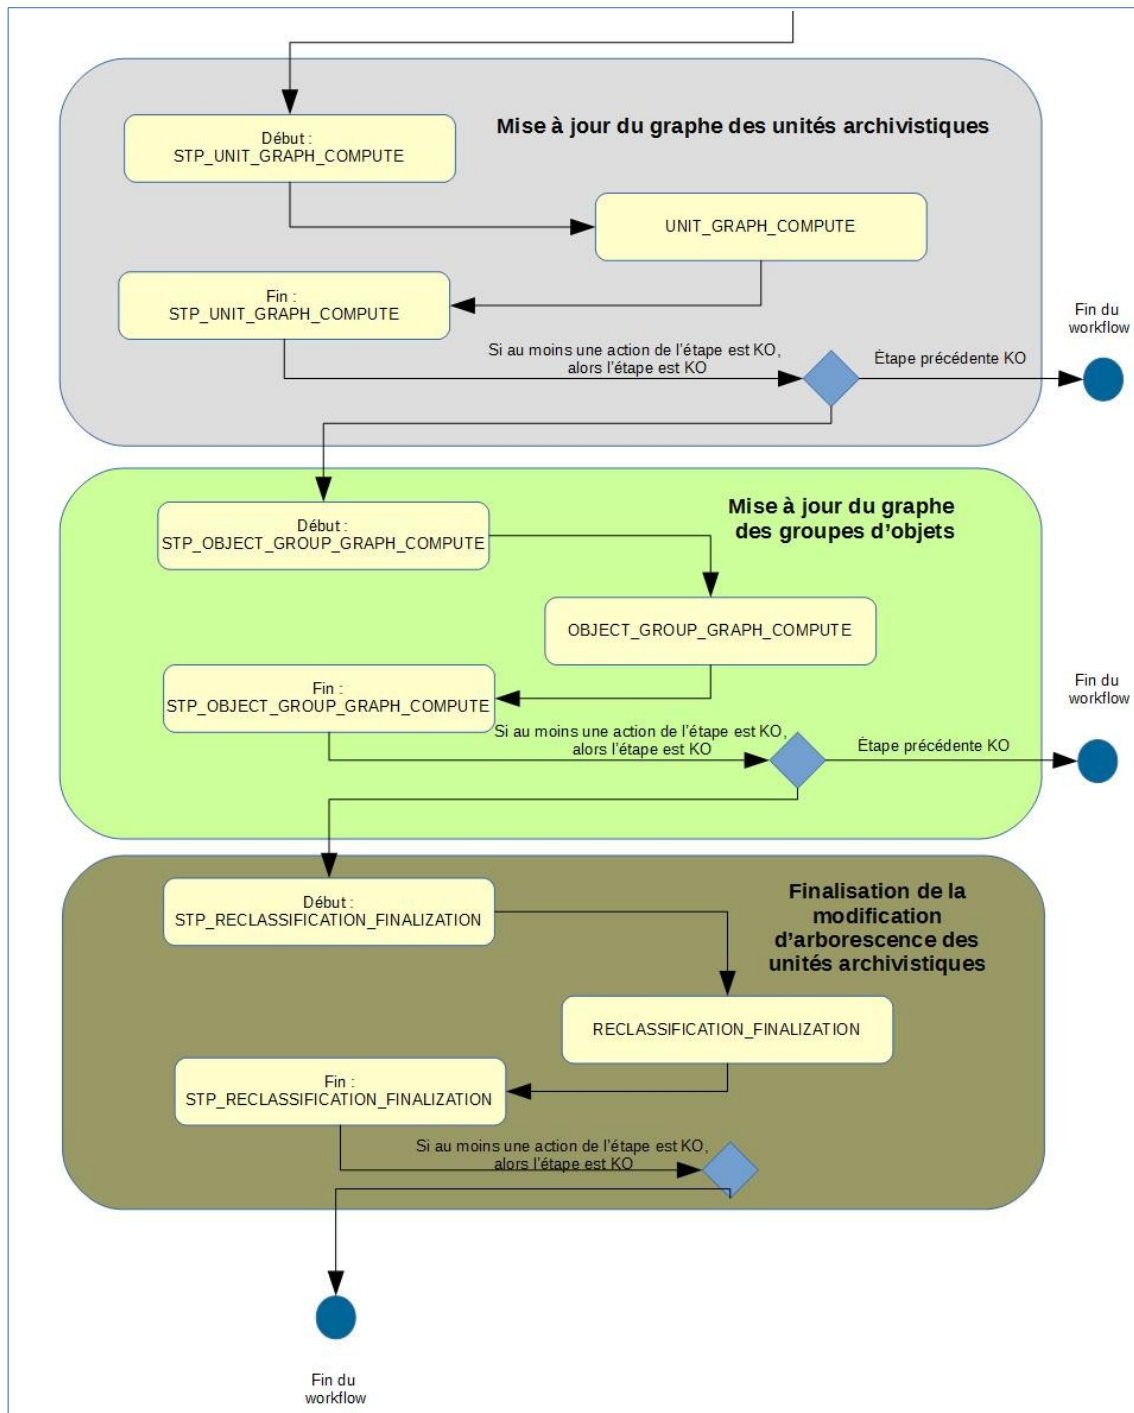 Mise à jour du graphe des unités archivistiques
Début :
STP_UNIT_GRAPH_COMPUTE
UNIT_GRAPH_COMPUTE
Fin :
STP_UNIT_GRAPH_COMPUTE
Si au moins une action de l'étape est KO,
alors l'étape est KO
Étape précédente KO
Fin du
workflow
Mise à jour du graphe
des groupes d'objets
Début :
STP_OBJECT_GROUP_GRAPH_COMPUTE
OBJECT_GROUP_GRAPH_COMPUTE
Fin :
STP_OBJECT_GROUP_GRAPH_COMPUTE
Si au moins une action de l'étape est KO,
alors l'étape est KO
Étape précédente KO
Fin du
workflow
Finalisation de la
modification
d'arborescence des
unités archivistiques
Début :
STP_RECLASSIFICATION_FINALIZATION
RECLASSIFICATION_FINALIZATION
Fin :
STP_RECLASSIFICATION_FINALIZATION
Si au moins une action de l'étape est KO,
alors l'étape est KO
Fin du
workflow